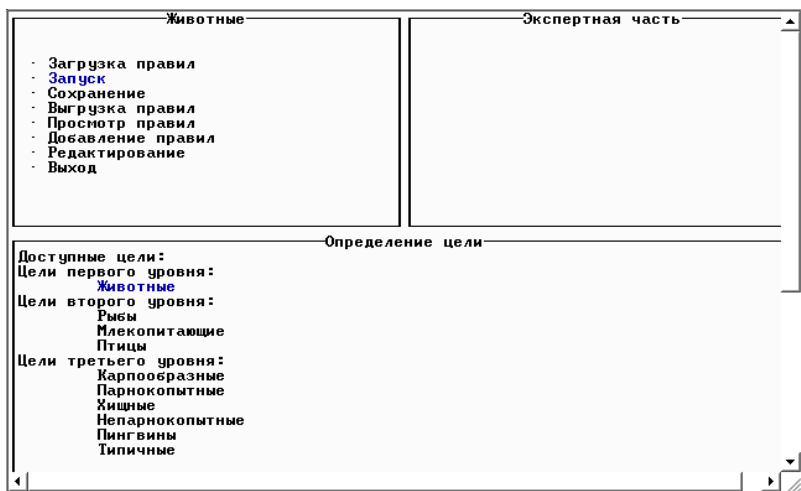 Животные
Экспертная часть
· Загрузка правил
· Запуск
· Сохранение
· Выгрузка правил
· Просмотр правил
· Добавление правил
· Редактирование
· Выход
Определение цели
Доступные цели:
Цели первого уровня:
Животные
Цели второго уровня:
Рыбы
Млекопитающие
Птицы
Цели третьего уровня:
Карпообразные
Парнокопытные
Хищные
Непарнокопытные
Пингвины
Типичные